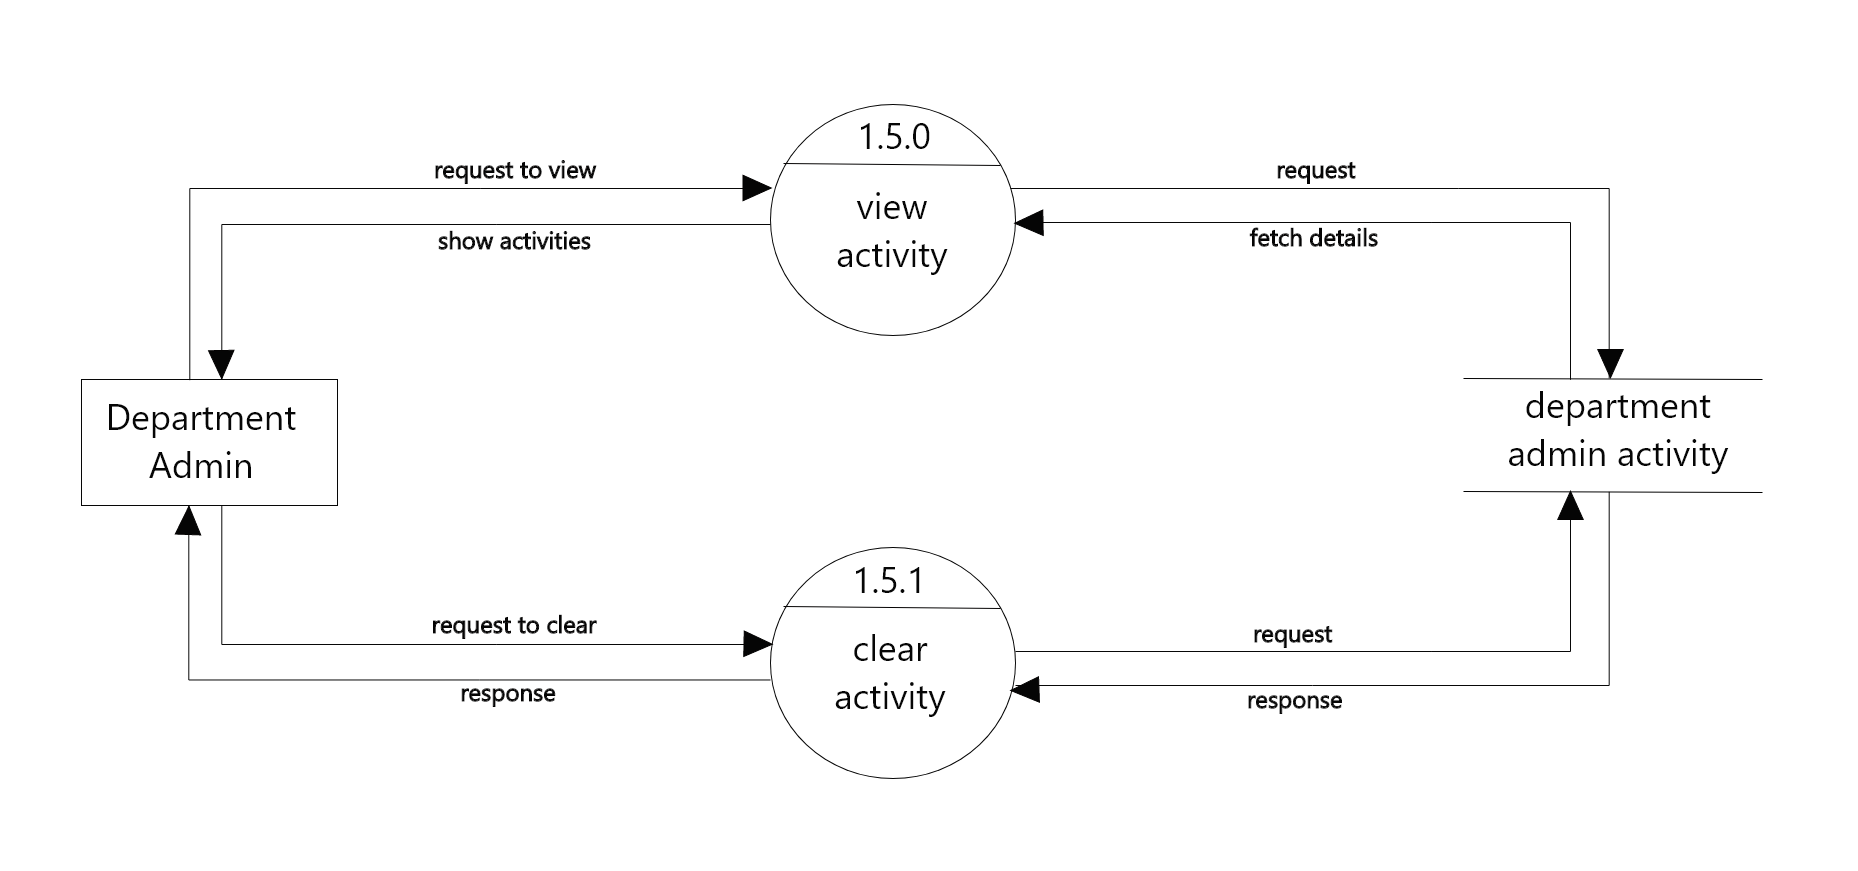 1.5.0
request to view
request
view
activity
show activities
fetch details
Department
Admin
department
admin activity
1.5.1
request to clear
request
clear
activity
response
response